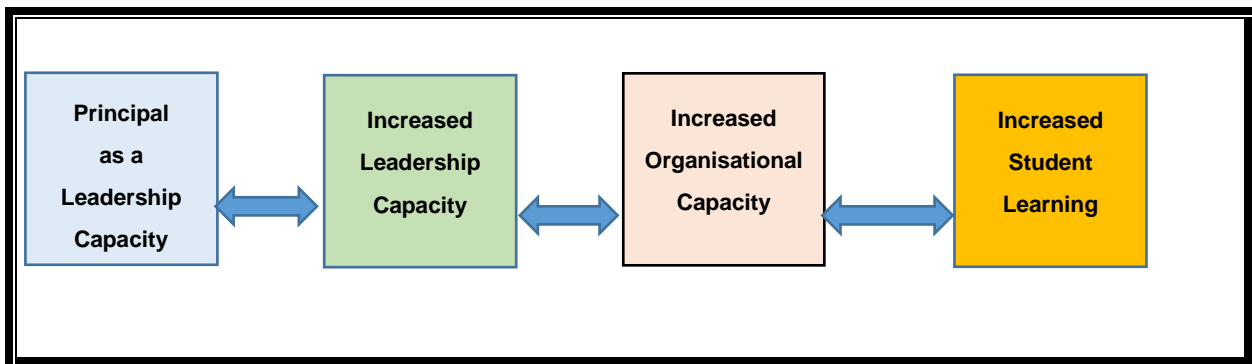 Principal
as a
Leadership
Capacity
Increased
Leadership
Capacity
Increased
Organisational
Capacity
Increased
Student
Learning